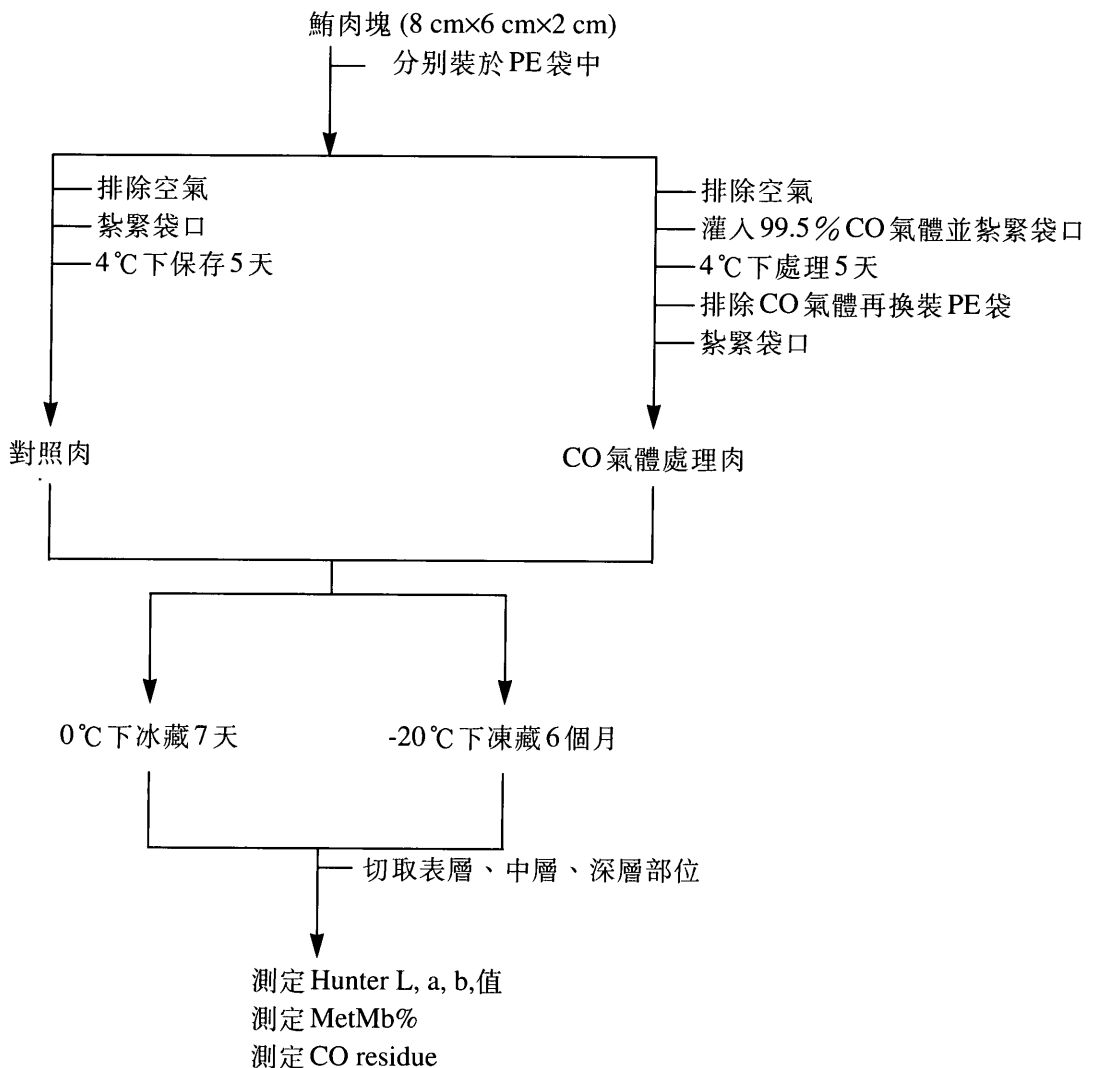 鮪肉塊 (8 cm×6 cm×2 cm)
分别裝於PE袋中
排除空氣
紮緊袋口
4℃下保存5天
排除空氣
灌入99.5%CO氣體並紮緊袋口
4℃下處理5天
排除CO氣體再換裝PE袋
紮緊袋口
對照肉
CO氣體處理肉
0℃下冰藏7天
-20℃下凍藏6個月
切取表層、中層、深層部位
測定Hunter L, a, b,值
測定MetMb%
測定CO residue